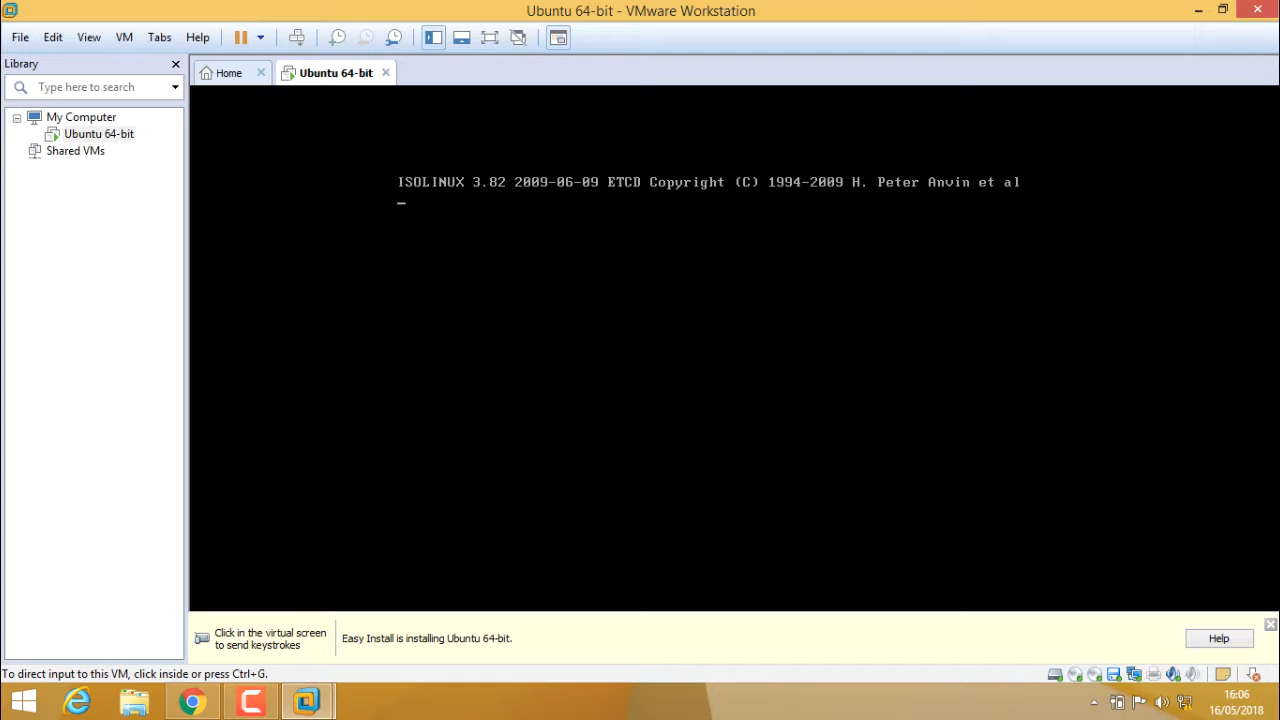 Ubuntu 64-bit - VMware Workstation
File Edit View VM Tabs Help
Library
Type here to search
My Computer
Ubuntu 64-bit
Shared VMs
Home
Ubuntu 64-bit
ISOLINUX 3.82 2009-06-09 ETCD Copyright (C) 1994-2009 H. Peter Anvin et al
Click in the virtual screen
to send keystrokes
Easy Install is installing Ubuntu 64-bit.
Help
To direct input to this VM, click inside or press Ctrl+G.
16:06
16/05/2018